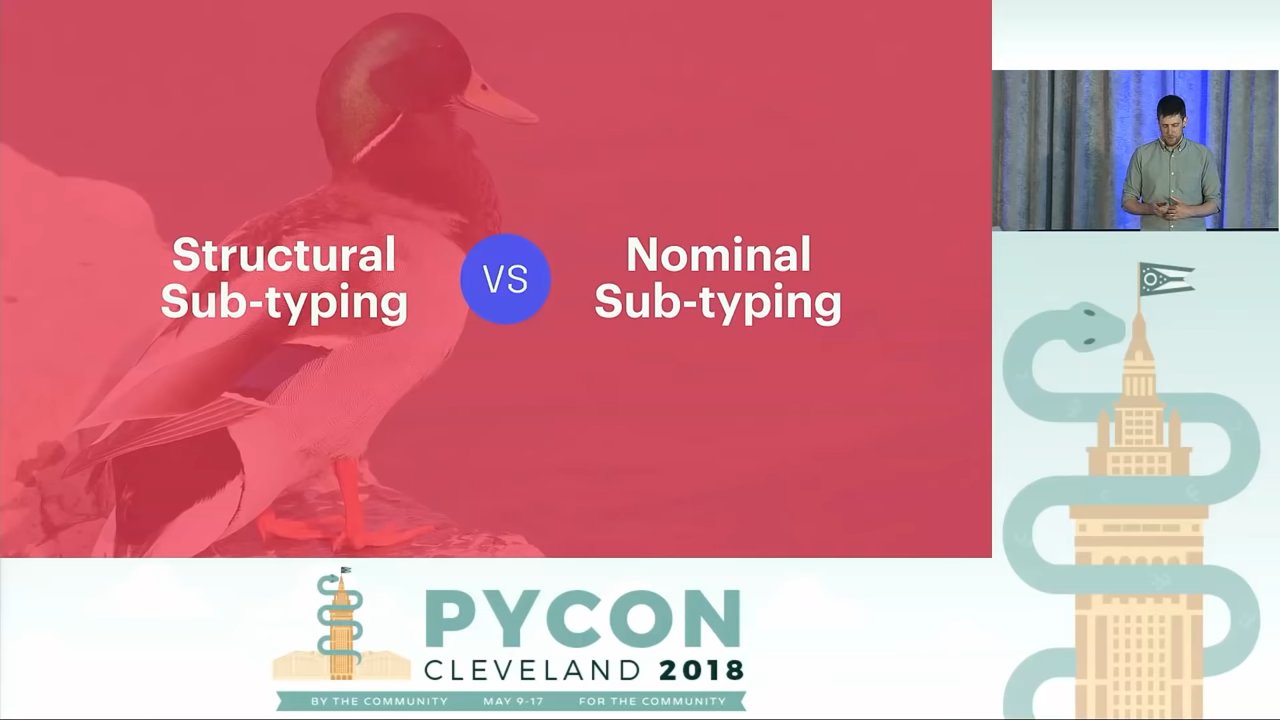 Structural
Sub-typing
VS
Nominal
Sub-typing
PYCON
CLEVELAND 2018
BY THE COMMUNITY MAY 9-17 FOR THE COMMUNITY